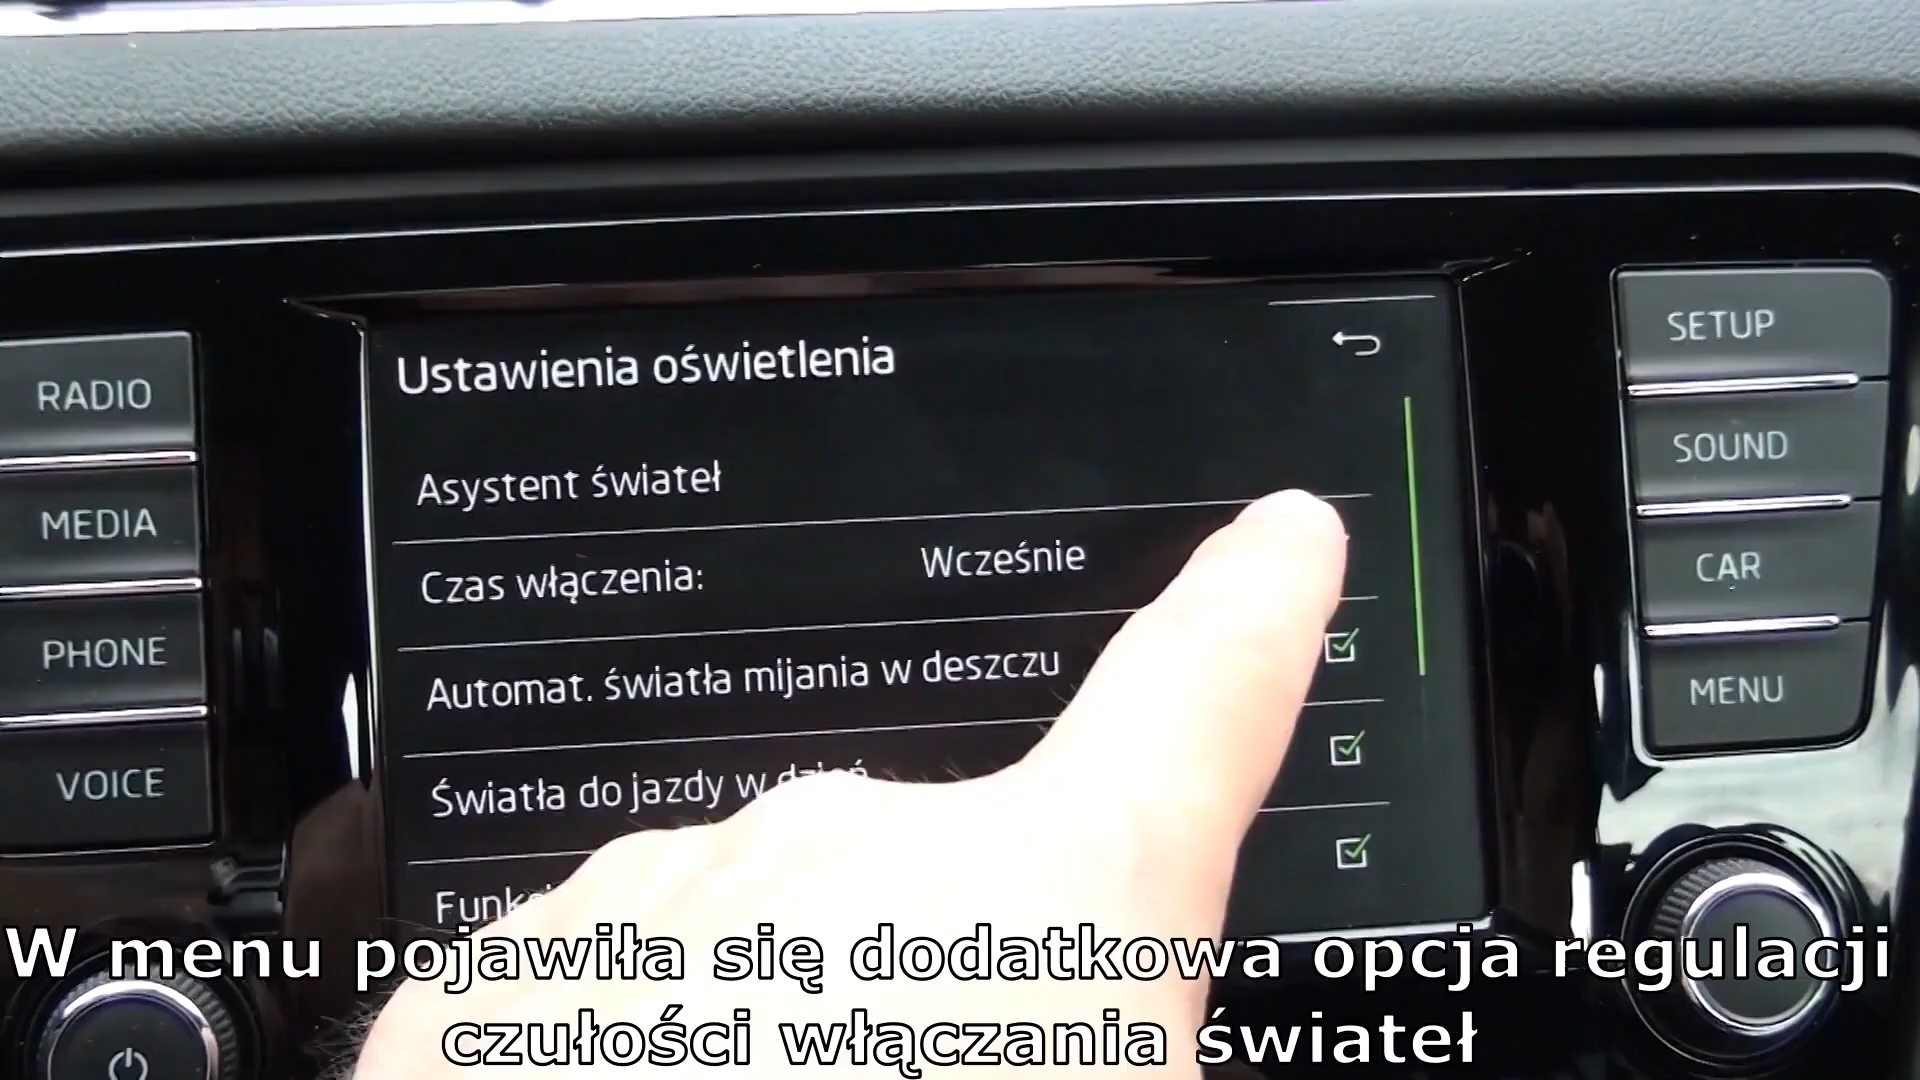 RADIO
MEDIA
PHONE
VOICE
Ustawienia oświetlenia
Asystent świateł
Czas włączenia: Wcześnie
Automat. światła mijania w deszczu
Światła do jazdy w dzień
SETUP
SOUND
CAR
MENU
W menu pojawiła się dodatkowa opcja regulacji
czułości włączania świateł